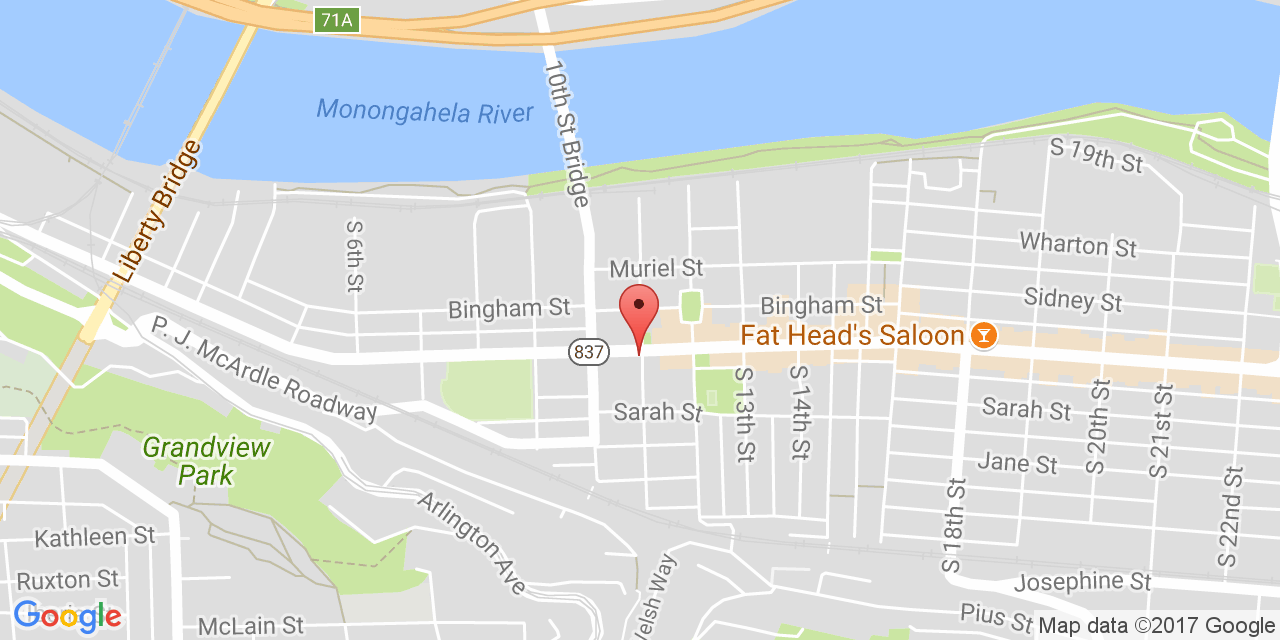 71A
10th St Bridge
Monongahela River
Liberty Bridge
S 19th St
S 6th St
Wharton St
Muriel St
Bingham St
Bingham St
Sidney St
Fat Head's Saloon
837
P. J. McArdle Roadway
S 13th St
S 14th St
Sarah St
Sarah St
S 20th St
S 21st St
Grandview
Park
Jane St
S 18th St
S 22nd St
Arlington Ave
Kathleen St
Ruxton St
Welsh Way
Josephine St
Google
McLain St
Pius St
Map data ©2017 Google